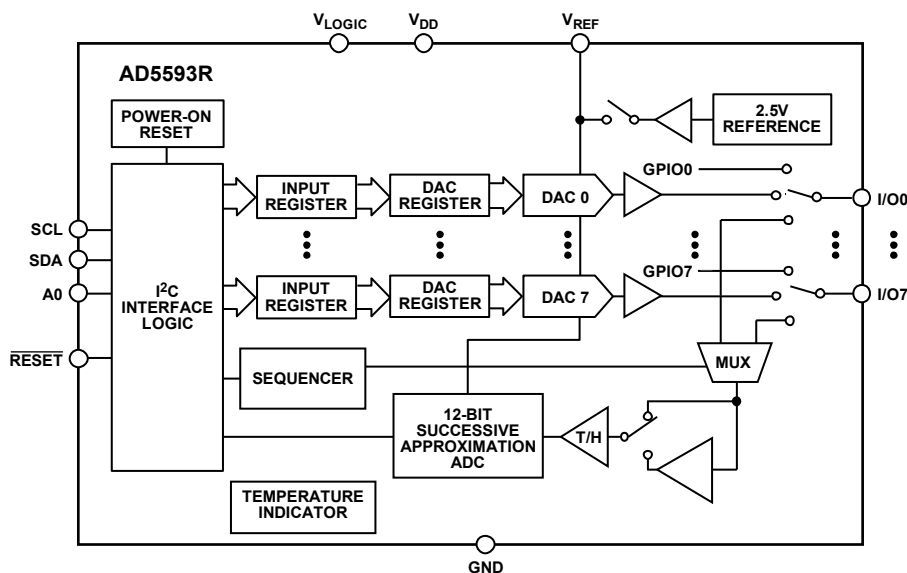 VLOGIC VDD VREF
AD5593R
POWER-ON
RESET
2.5V
REFERENCE
INPUT
REGISTER
DAC
REGISTER
DAC 0
GPIO0
I/O0
SCL
SDA
A0
RESET
I2C
INTERFACE
LOGIC
INPUT
REGISTER
DAC
REGISTER
DAC 7
GPIO7
I/O7
SEQUENCER
MUX
12-BIT
SUCCESSIVE
APPROXIMATION
ADC
T/H
TEMPERATURE
INDICATOR
GND